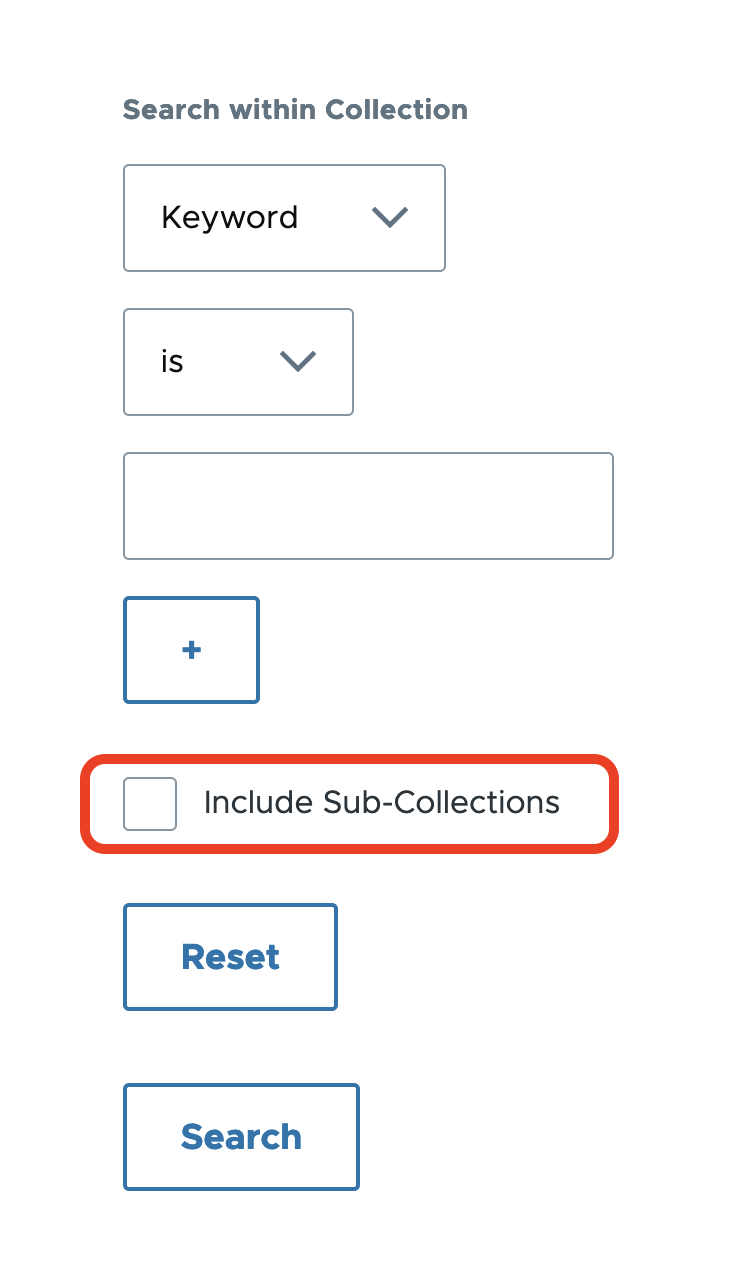 Search within Collection
Keyword
is
+
Include Sub-Collections
Reset
Search